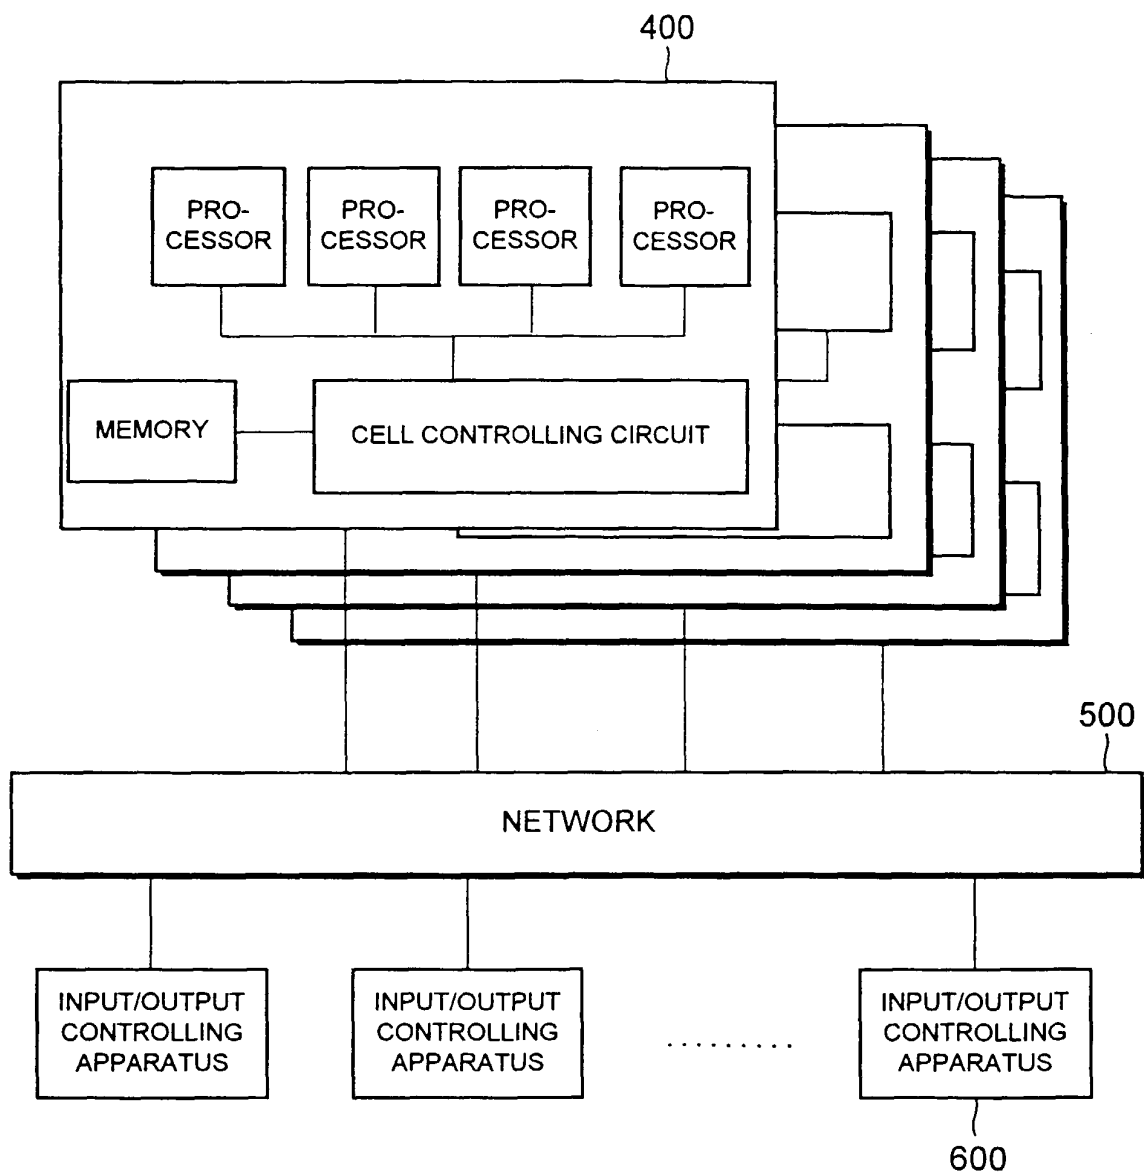 400
PRO-
CESSOR
PRO-
CESSOR
PRO-
CESSOR
PRO-
CESSOR
MEMORY
CELL CONTROLLING CIRCUIT
500
NETWORK
INPUT/OUTPUT
CONTROLLING
APPARATUS
INPUT/OUTPUT
CONTROLLING
APPARATUS
.........
INPUT/OUTPUT
CONTROLLING
APPARATUS
600